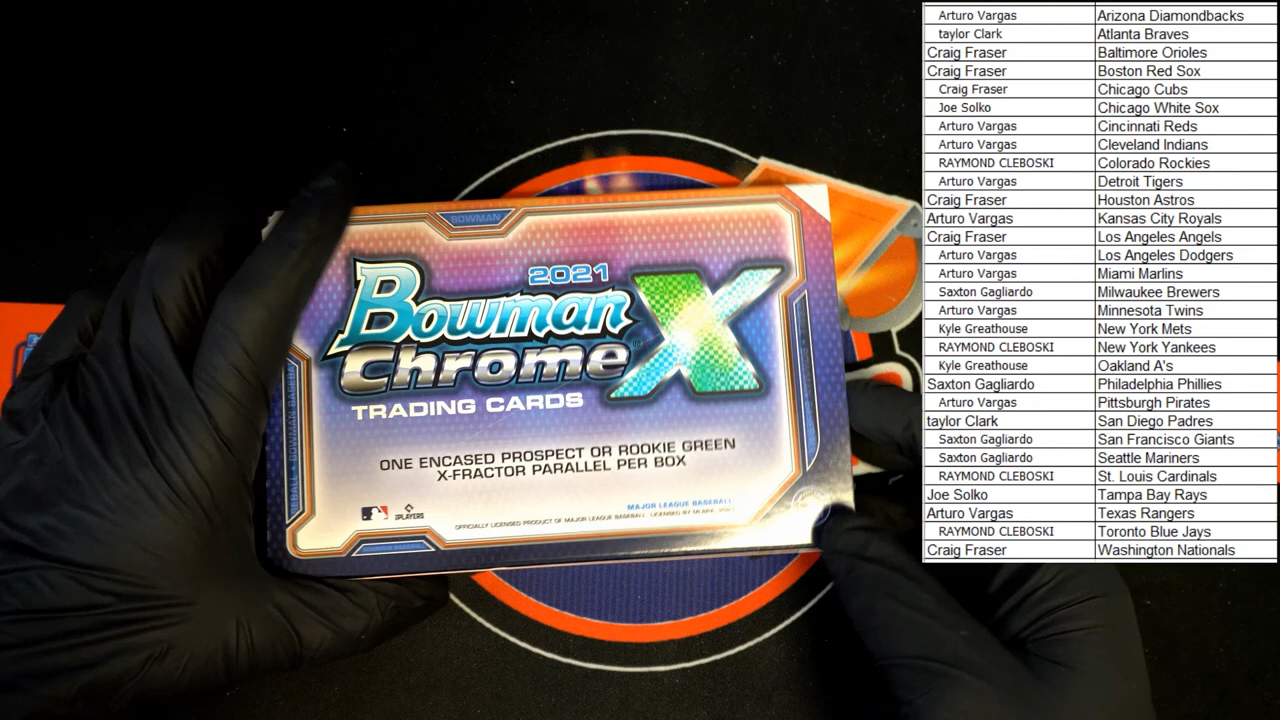 BOWMAN
2021
Bowman
Chrome X
TRADING CARDS
ONE ENCASED PROSPECT OR ROOKIE GREEN
X-FRACTOR PARALLEL PER BOX
MAJOR LEAGUE BASEBALL
PLAYERS
Arturo Vargas Arizona Diamondbacks
taylor Clark Atlanta Braves
Craig Fraser Baltimore Orioles
Craig Fraser Boston Red Sox
Craig Fraser Chicago Cubs
Joe Solko Chicago White Sox
Arturo Vargas Cincinnati Reds
Arturo Vargas Cleveland Indians
RAYMOND CLEBOSKI Colorado Rockies
Arturo Vargas Detroit Tigers
Craig Fraser Houston Astros
Arturo Vargas Kansas City Royals
Craig Fraser Los Angeles Angels
Arturo Vargas Los Angeles Dodgers
Arturo Vargas Miami Marlins
Saxton Gagliardo Milwaukee Brewers
Arturo Vargas Minnesota Twins
Kyle Greathouse New York Mets
RAYMOND CLEBOSKI New York Yankees
Kyle Greathouse Oakland A's
Saxton Gagliardo Philadelphia Phillies
Arturo Vargas Pittsburgh Pirates
taylor Clark San Diego Padres
Saxton Gagliardo San Francisco Giants
Saxton Gagliardo Seattle Mariners
RAYMOND CLEBOSKI St. Louis Cardinals
Joe Solko Tampa Bay Rays
Arturo Vargas Texas Rangers
RAYMOND CLEBOSKI Toronto Blue Jays
Craig Fraser Washington Nationals